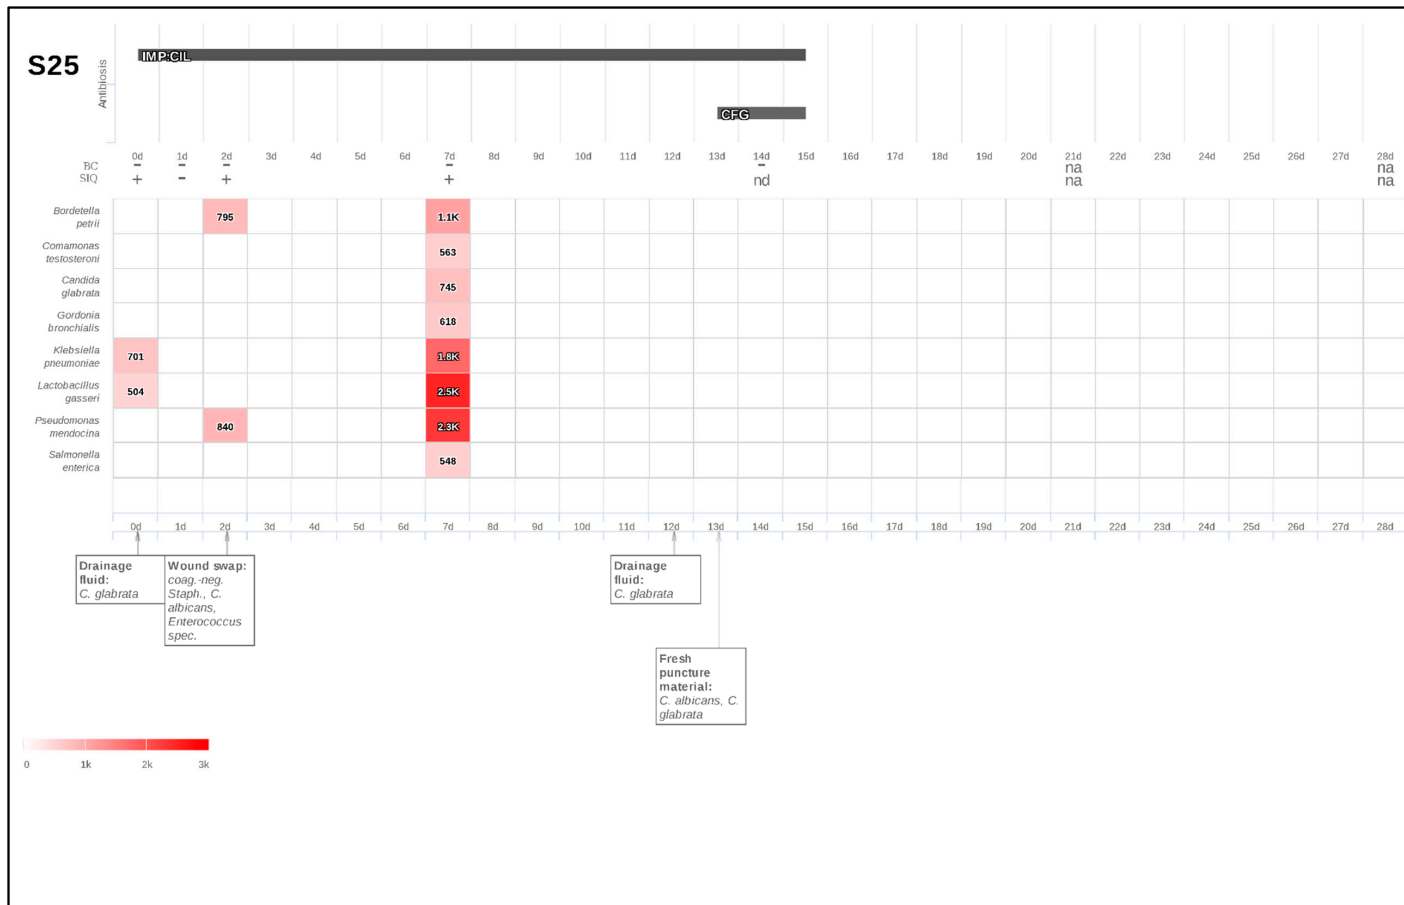 S25
Antibiosis
IMP:CIL
CFG
0d 1d 2d 3d 4d 5d 6d 7d 8d 9d 10d 11d 12d 13d 14d 15d 16d 17d 18d 19d 20d 21d 22d 23d 24d 25d 26d 27d 28d
BC - - - - - na na
SIQ + - + + nd na na
Bordetella
petrii
795 1.1K
Comamonas
testosteroni
563
Candida
glabrata
745
Gordonia
bronchialis
618
Klebsiella
pneumoniae
701 1.8K
Lactobacillus
gasseri
504 2.5K
Pseudomonas
mendocina
840 2.3K
Salmonella
enterica
548
0d 1d 2d 3d 4d 5d 6d 7d 8d 9d 10d 11d 12d 13d 14d 15d 16d 17d 18d 19d 20d 21d 22d 23d 24d 25d 26d 27d 28d
Drainage
fluid:
C. glabrata
Wound swap:
coag.-neg.
Staph., C.
albicans,
Enterococcus
spec.
Drainage
fluid:
C. glabrata
Fresh
puncture
material:
C. albicans, C.
glabrata
0 1k 2k 3k